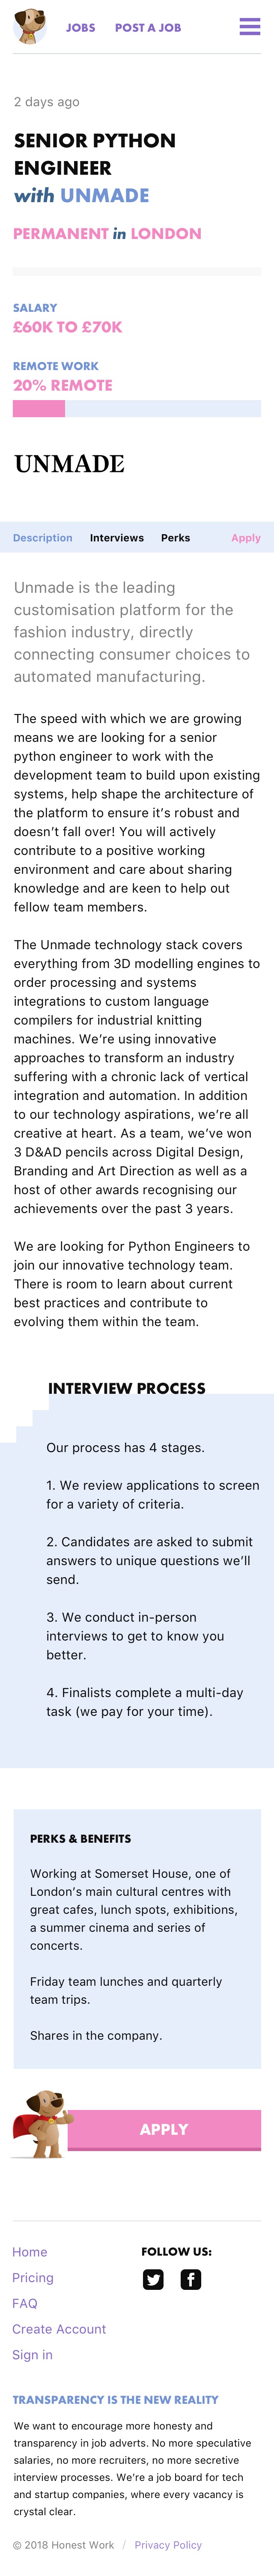 JOBS POST A JOB
2 days ago
SENIOR PYTHON
ENGINEER
with UNMADE
PERMANENT in LONDON
SALARY
£60K TO £70K
REMOTE WORK
20% REMOTE
UNMADE
Description Interviews Perks Apply
Unmade is the leading
customisation platform for the
fashion industry, directly
connecting consumer choices to
automated manufacturing.
The speed with which we are growing
means we are looking for a senior
python engineer to work with the
development team to build upon existing
systems, help shape the architecture of
the platform to ensure it's robust and
doesn't fall over! You will actively
contribute to a positive working
environment and care about sharing
knowledge and are keen to help out
fellow team members.
The Unmade technology stack covers
everything from 3D modelling engines to
order processing and systems
integrations to custom language
compilers for industrial knitting
machines. We're using innovative
approaches to transform an industry
suffering with a chronic lack of vertical
integration and automation. In addition
to our technology aspirations, we're all
creative at heart. As a team, we've won
3 D&AD pencils across Digital Design,
Branding and Art Direction as well as a
host of other awards recognising our
achievements over the past 3 years.
We are looking for Python Engineers to
join our innovative technology team.
There is room to learn about current
best practices and contribute to
evolving them within the team.
INTERVIEW PROCESS
Our process has 4 stages.
1. We review applications to screen
for a variety of criteria.
2. Candidates are asked to submit
answers to unique questions we'll
send.
3. We conduct in-person
interviews to get to know you
better.
4. Finalists complete a multi-day
task (we pay for your time).
PERKS & BENEFITS
Working at Somerset House, one of
London's main cultural centres with
great cafes, lunch spots, exhibitions,
a summer cinema and series of
concerts.
Friday team lunches and quarterly
team trips.
Shares in the company.
APPLY
Home
Pricing
FAQ
Create Account
Sign in
FOLLOW US:
TRANSPARENCY IS THE NEW REALITY
We want to encourage more honesty and
transparency in job adverts. No more speculative
salaries, no more recruiters, no more secretive
interview processes. We're a job board for tech
and startup companies, where every vacancy is
crystal clear.
© 2018 Honest Work / Privacy Policy